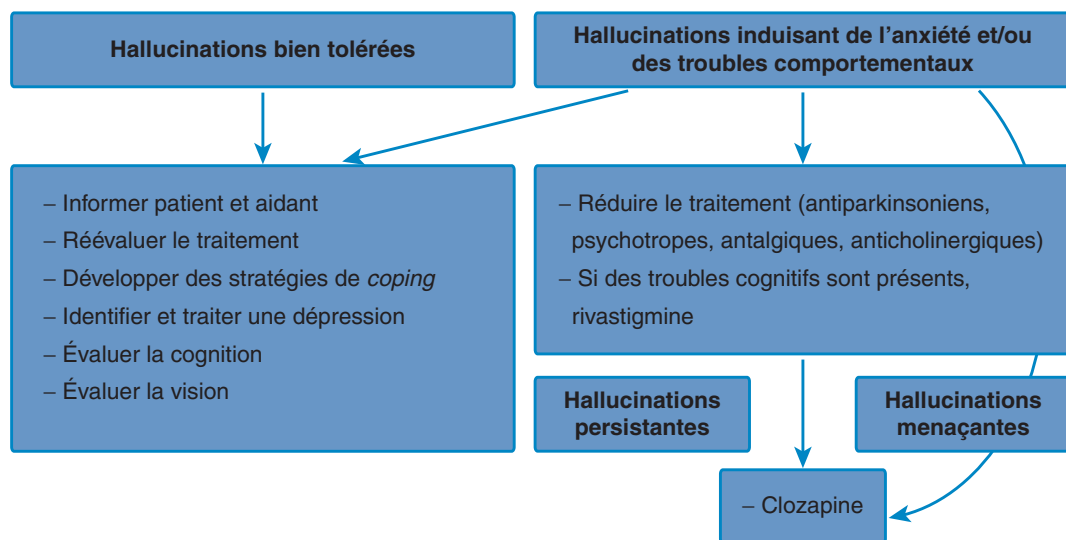 Hallucinations bien tolérées
Hallucinations induisant de l’anxiété et/ou
des troubles comportementaux
– Informer patient et aidant
– Réévaluer le traitement
– Développer des stratégies de coping
– Identifier et traiter une dépression
– Évaluer la cognition
– Évaluer la vision
– Réduire le traitement (antiparkinsoniens,
psychotropes, antalgiques, anticholinergiques)
– Si des troubles cognitifs sont présents,
rivastigmine
Hallucinations
persistantes
Hallucinations
menaçantes
– Clozapine